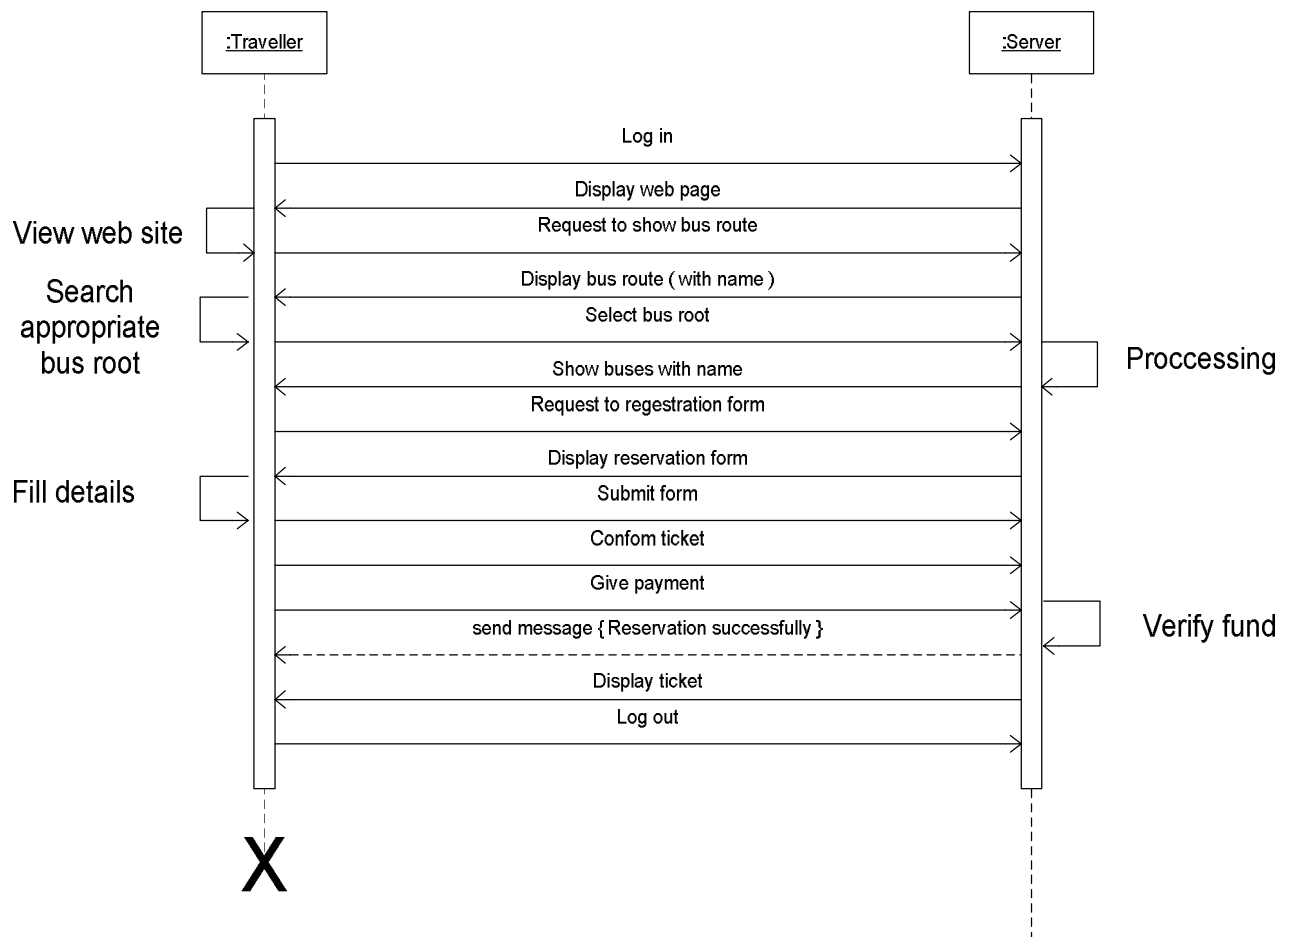 :Traveller
:Server
Log in
Display web page
View web site
Request to show bus route
Display bus route ( with name )
Search
appropriate
bus root
Select bus root
Proccessing
Show buses with name
Request to regestration form
Display reservation form
Fill details
Submit form
Confom ticket
Give payment
Verify fund
send message { Reservation successfully }
Display ticket
Log out
X